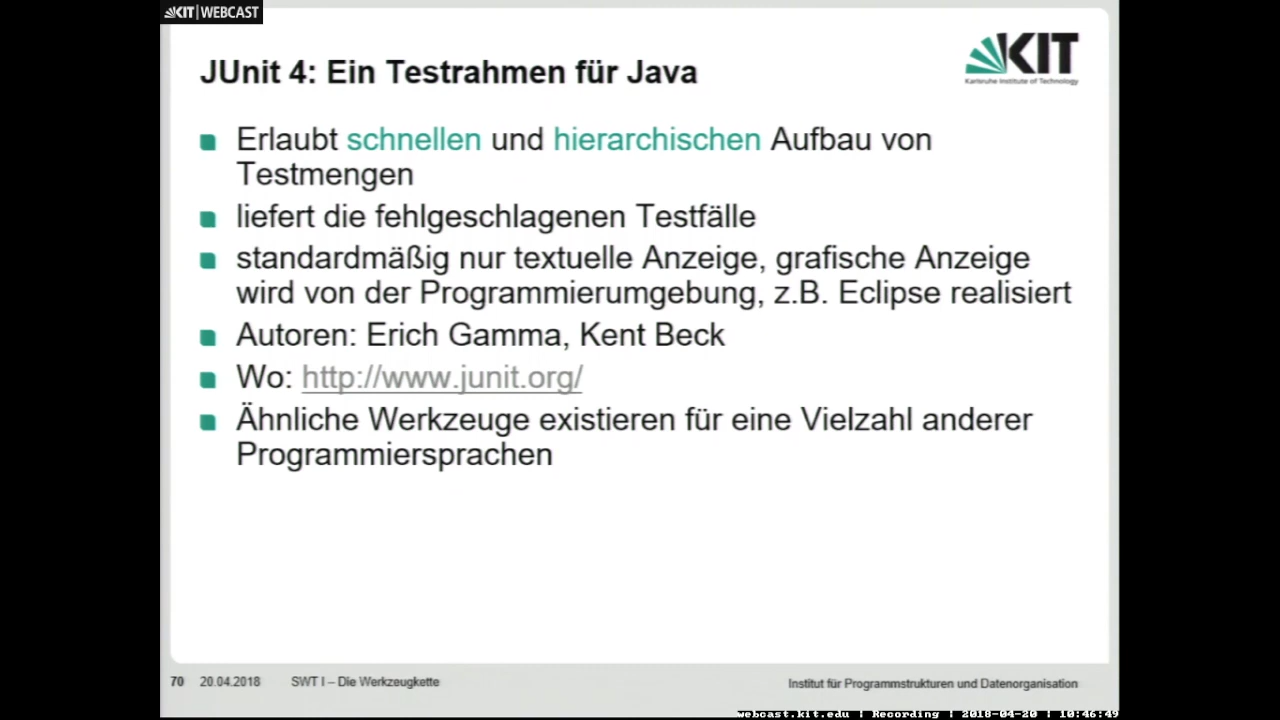 KIT | WEBCAST
KIT
Karlsruhe Institute of Technology
JUnit 4: Ein Testrahmen für Java
Erlaubt schnellen und hierarchischen Aufbau von
Testmengen
liefert die fehlgeschlagenen Testfälle
standardmäßig nur textuelle Anzeige, grafische Anzeige
wird von der Programmierumgebung, z.B. Eclipse realisiert
Autoren: Erich Gamma, Kent Beck
Wo: http://www.junit.org/
Ähnliche Werkzeuge existieren für eine Vielzahl anderer
Programmiersprachen
70 20.04.2018 SWT I – Die Werkzeugkette
Institut für Programmstrukturen und Datenorganisation
webcast.kit.edu | Recording | 2018-04-20 | 10:46:49